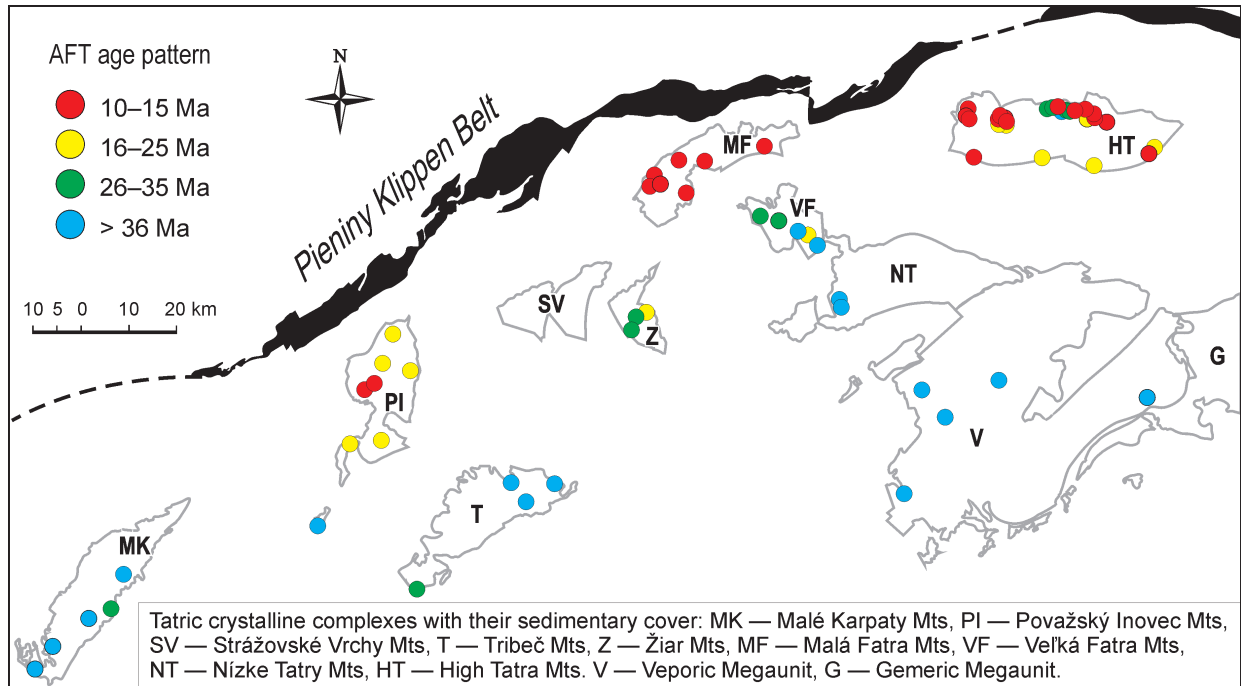 AFT age pattern
10–15 Ma
16–25 Ma
26–35 Ma
> 36 Ma
N
Pieniny Klippen Belt
10 5 0 10 20 km
MF
HT
VF
NT
SV
Z
PI
G
V
T
MK
Tatric crystalline complexes with their sedimentary cover: MK — Malé Karpaty Mts, PI — Považský Inovec Mts,
SV — Strážovské Vrchy Mts, T — Tribeč Mts, Z — Žiar Mts, MF — Malá Fatra Mts, VF — Veľká Fatra Mts,
NT — Nízke Tatry Mts, HT — High Tatra Mts. V — Veporic Megaunit, G — Gemeric Megaunit.